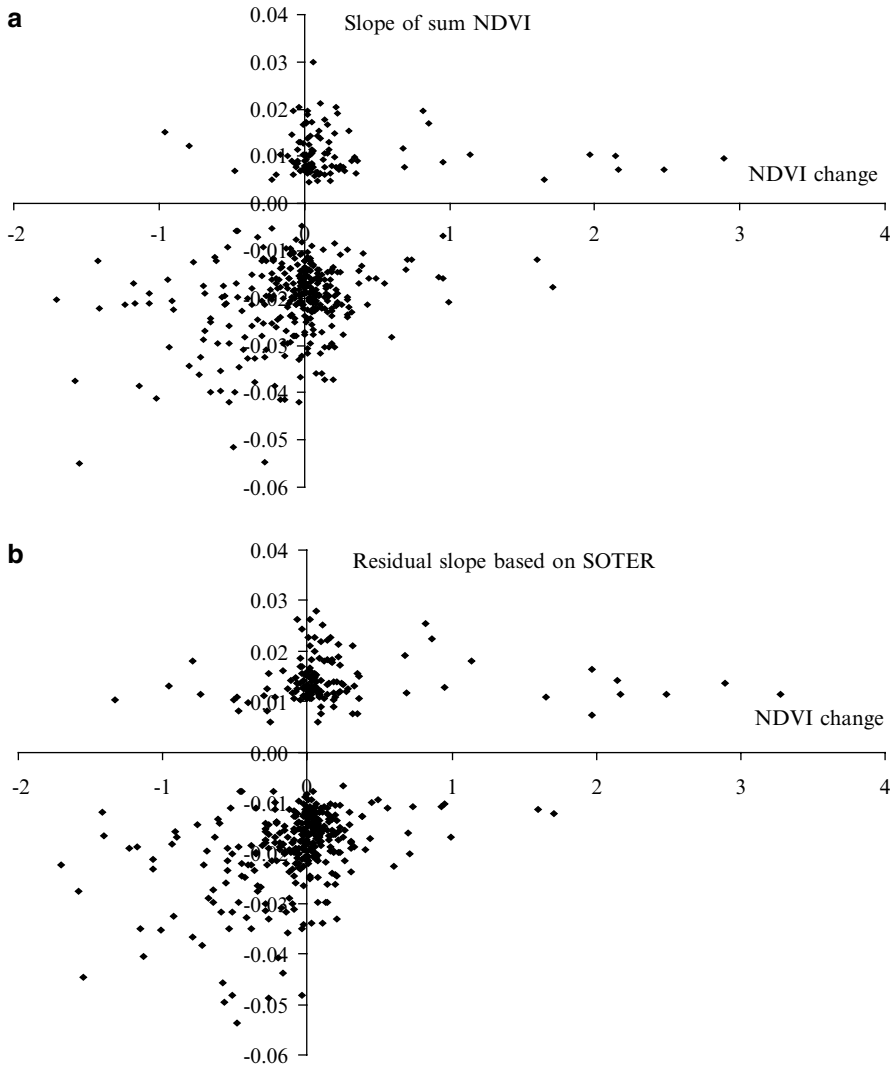 a
Slope of sum NDVI
0.04
0.03
0.02
0.01
NDVI change
0.00
-2 -1 0 1 2 3 4
-0.01
-0.02
-0.03
-0.04
-0.05
-0.06
b
Residual slope based on SOTER
0.04
0.03
0.02
0.01
NDVI change
0.00
-2 -1 0 1 2 3 4
-0.01
-0.02
-0.03
-0.04
-0.05
-0.06